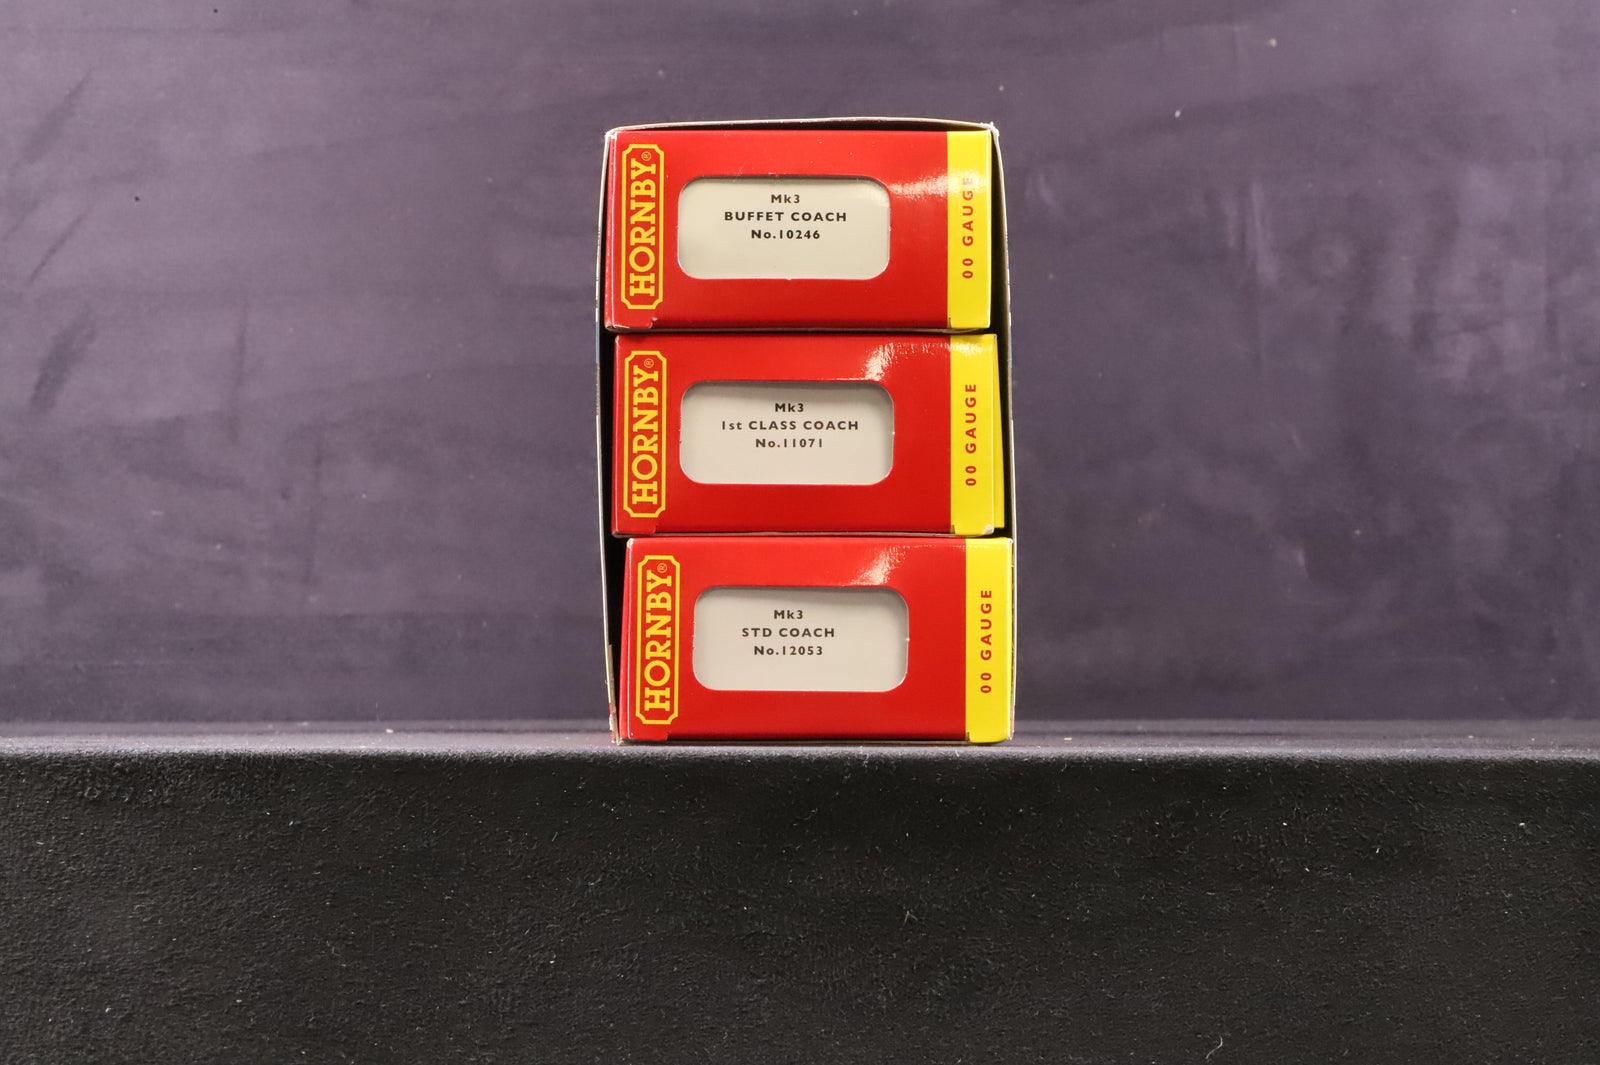 HORNBY®
Mk3
BUFFET COACH
No.10246
00 GAUGE
HORNBY®
Mk3
1st CLASS COACH
No.11071
00 GAUGE
HORNBY®
Mk3
STD COACH
No.12053
00 GAUGE